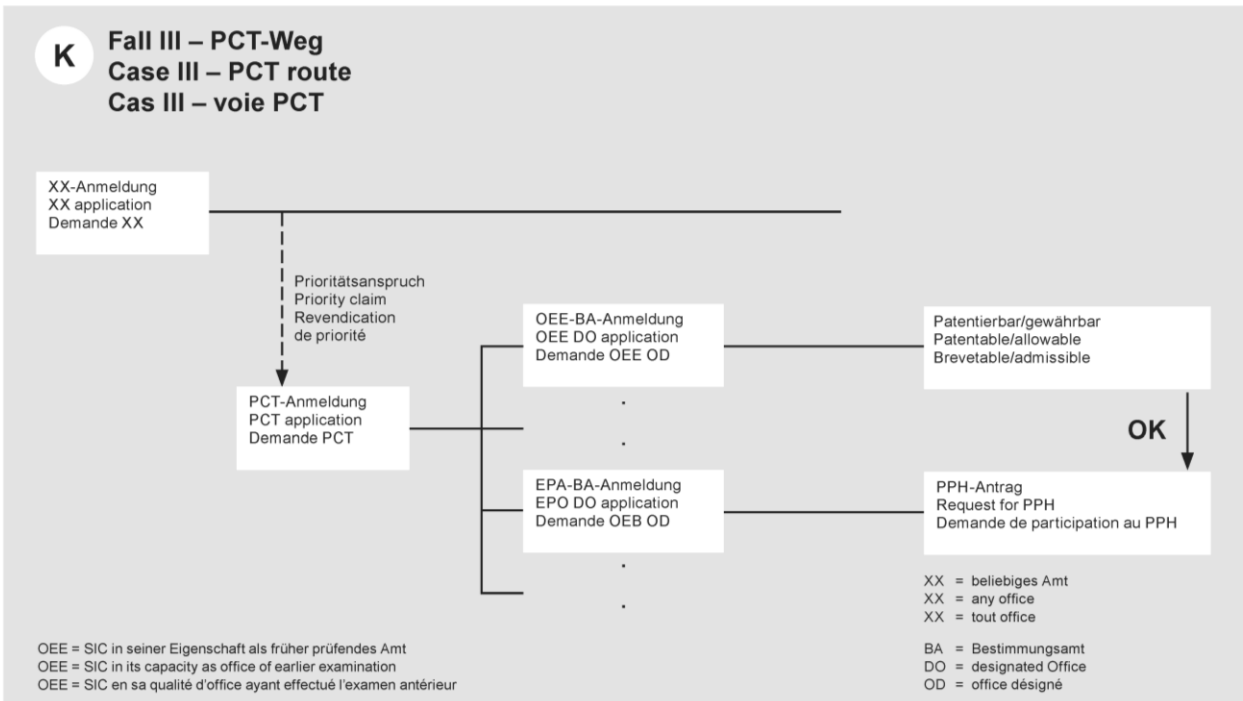 K
Fall III – PCT-Weg
Case III – PCT route
Cas III – voie PCT
XX-Anmeldung
XX application
Demande XX
Prioritätsanspruch
Priority claim
Revendication
de priorité
PCT-Anmeldung
PCT application
Demande PCT
OEE-BA-Anmeldung
OEE DO application
Demande OEE OD
Patentierbar/gewährbar
Patentable/allowable
Brevetable/admissible
OK
EPA-BA-Anmeldung
EPO DO application
Demande OEB OD
PPH-Antrag
Request for PPH
Demande de participation au PPH
XX = beliebiges Amt
XX = any office
XX = tout office
BA = Bestimmungsamt
DO = designated Office
OD = office désigné
OEE = SIC in seiner Eigenschaft als früher prüfendes Amt
OEE = SIC in its capacity as office of earlier examination
OEE = SIC en sa qualité d'office ayant effectué l'examen antérieur